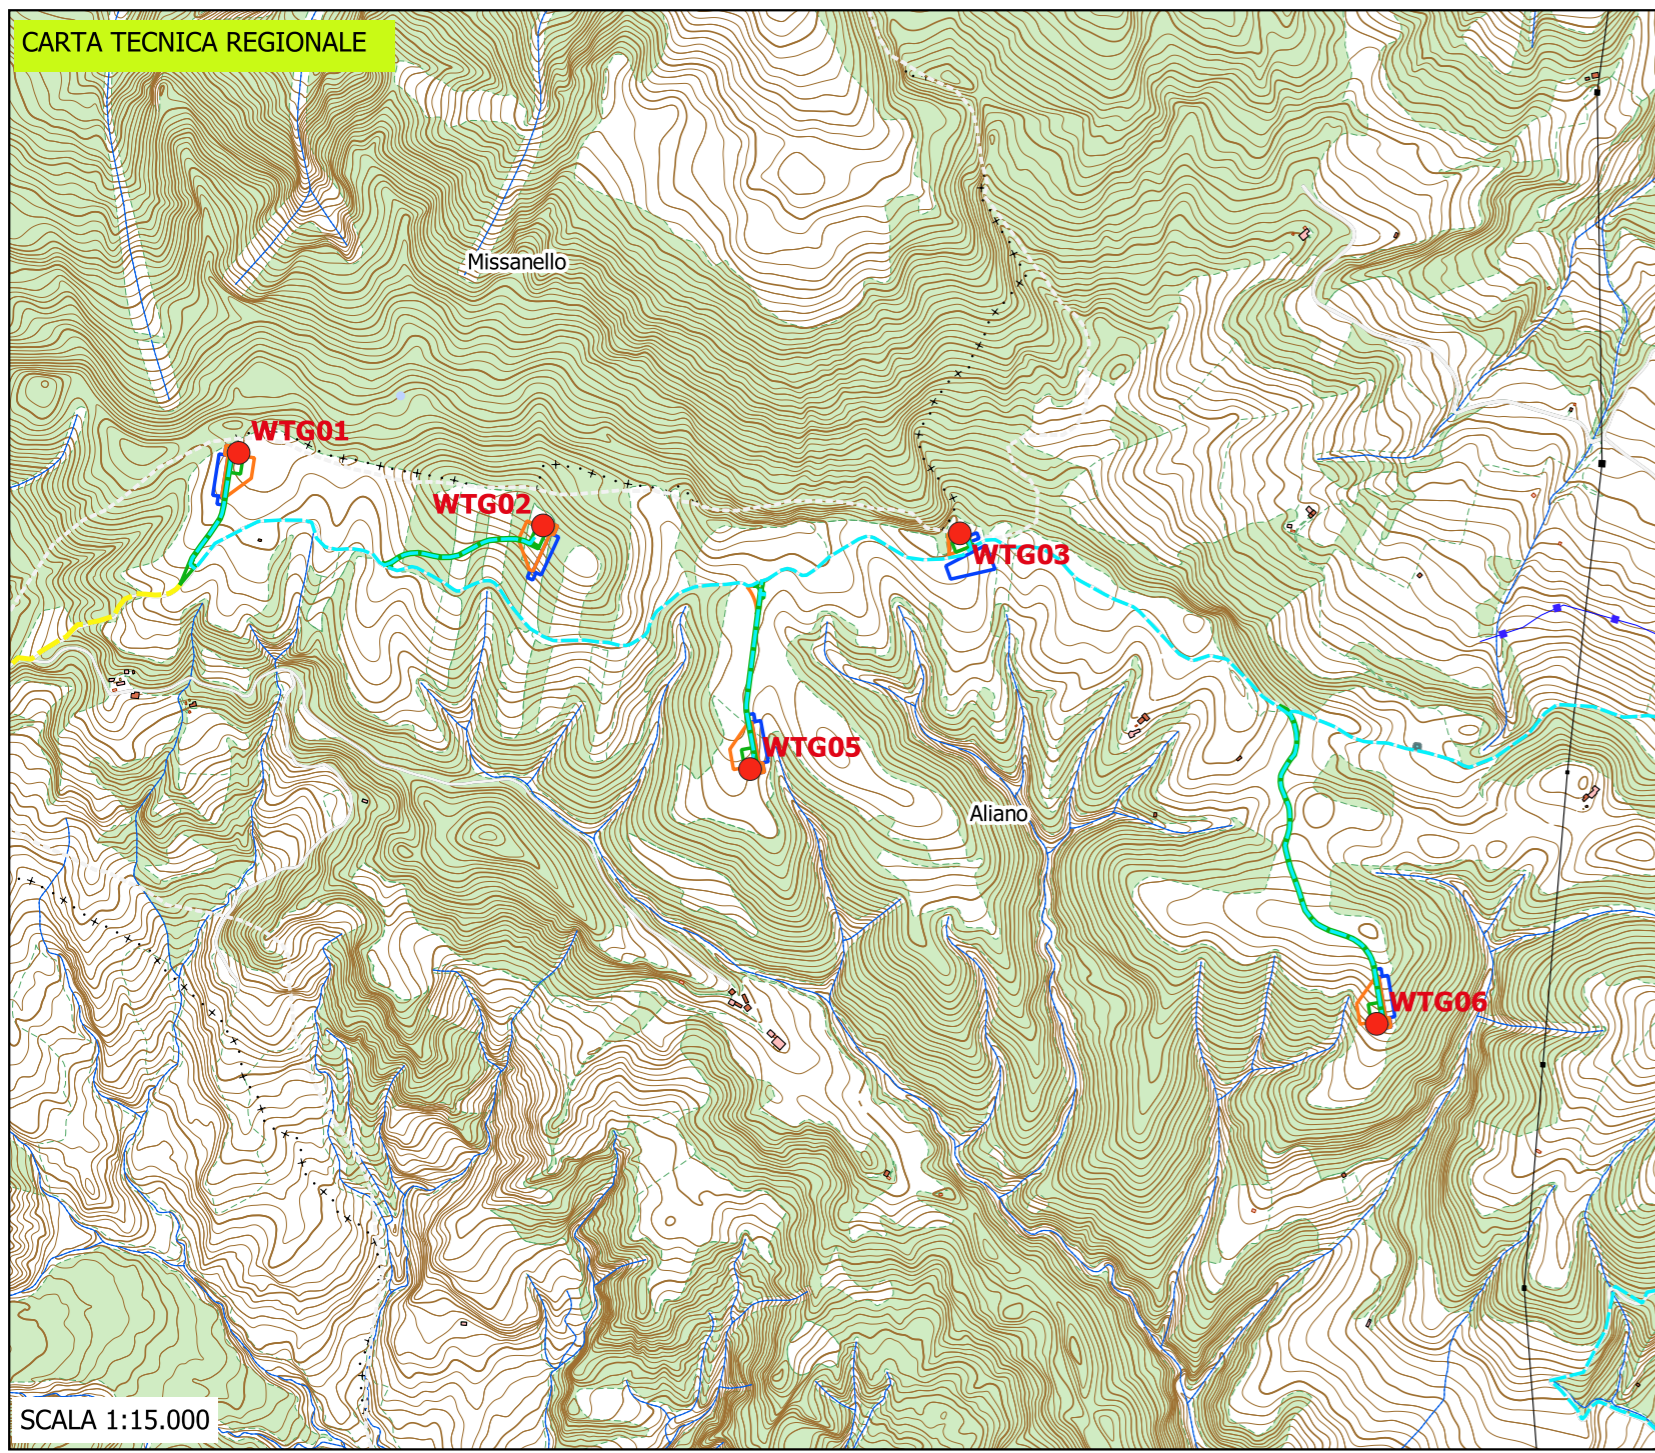 CARTA TECNICA REGIONALE
Missanello
WTG01
WTG02
WTG03
WTG05
Aliano
WTG06
SCALA 1:15.000